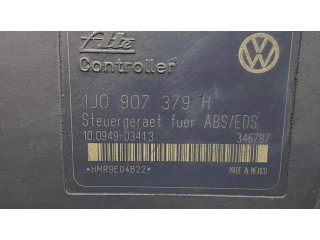 Ate
Controller
1J0 907 379 H
Steuergeraet fuer ABS/EDS
10.0949-03413 346787
*HMR9E04822*
MADE IN MEXICO